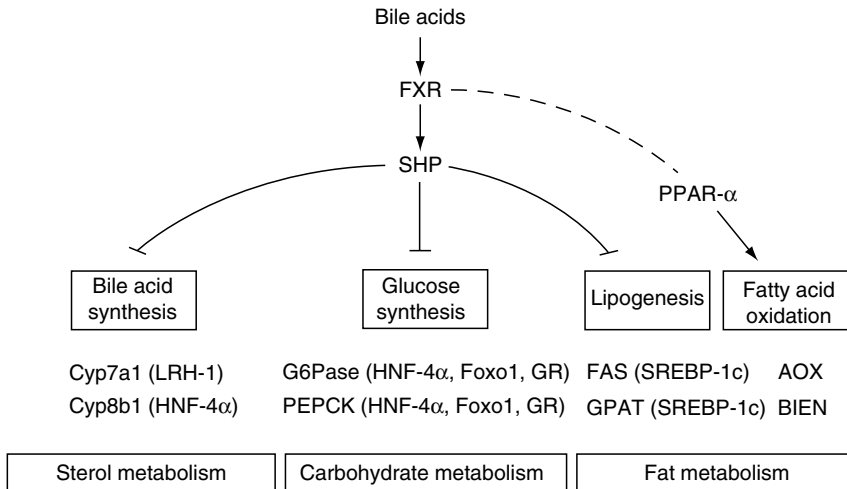 Bile acids
FXR
SHP
PPAR-α
Bile acid
synthesis
Glucose
synthesis
Lipogenesis
Fatty acid
oxidation
Cyp7a1 (LRH-1)
G6Pase (HNF-4α, Foxo1, GR)
FAS (SREBP-1c)
AOX
Cyp8b1 (HNF-4α)
PEPCK (HNF-4α, Foxo1, GR)
GPAT (SREBP-1c)
BIEN
Sterol metabolism
Carbohydrate metabolism
Fat metabolism